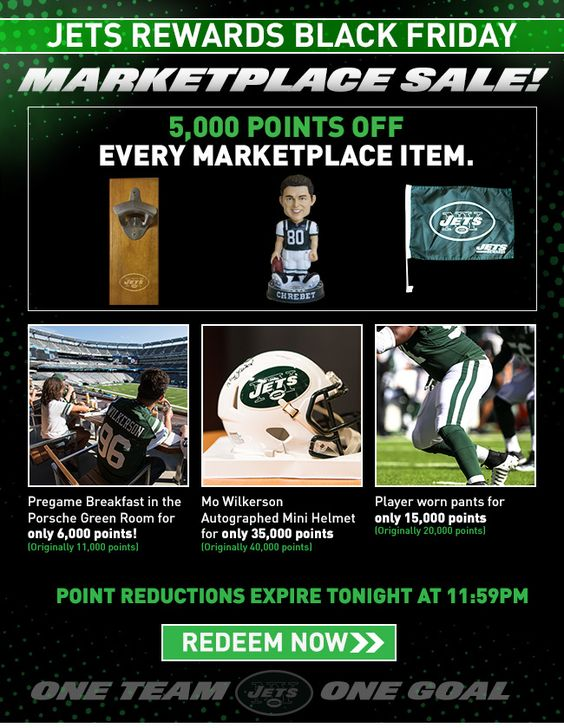 JETS REWARDS BLACK FRIDAY
MARKETPLACE SALE!
5,000 POINTS OFF
EVERY MARKETPLACE ITEM.
JETS
80
CHREBET
NY
JETS
JETS
WILKERSON
96
JETS
Pregame Breakfast in the
Porsche Green Room for
only 6,000 points!
(Originally 11,000 points)
Mo Wilkerson
Autographed Mini Helmet
for only 35,000 points
(Originally 40,000 points)
Player worn pants for
only 15,000 points
(Originally 20,000 points)
POINT REDUCTIONS EXPIRE TONIGHT AT 11:59PM
REDEEM NOW
ONE TEAM JETS ONE GOAL